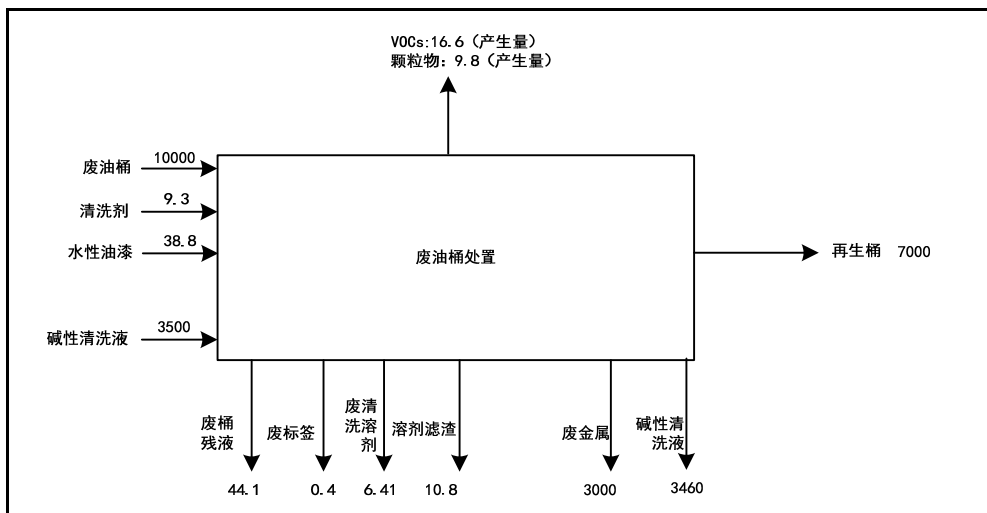 VOCs:16.6（产生量）
颗粒物：9.8（产生量）
废油桶
10000
清洗剂
9.3
水性油漆
38.8
碱性清洗液
3500
废油桶处置
再生桶 7000
废桶
残液
44.1
废标签
0.4
废清
洗溶
剂
6.41
溶剂滤渣
10.8
废金属
3000
碱性清
洗液
3460